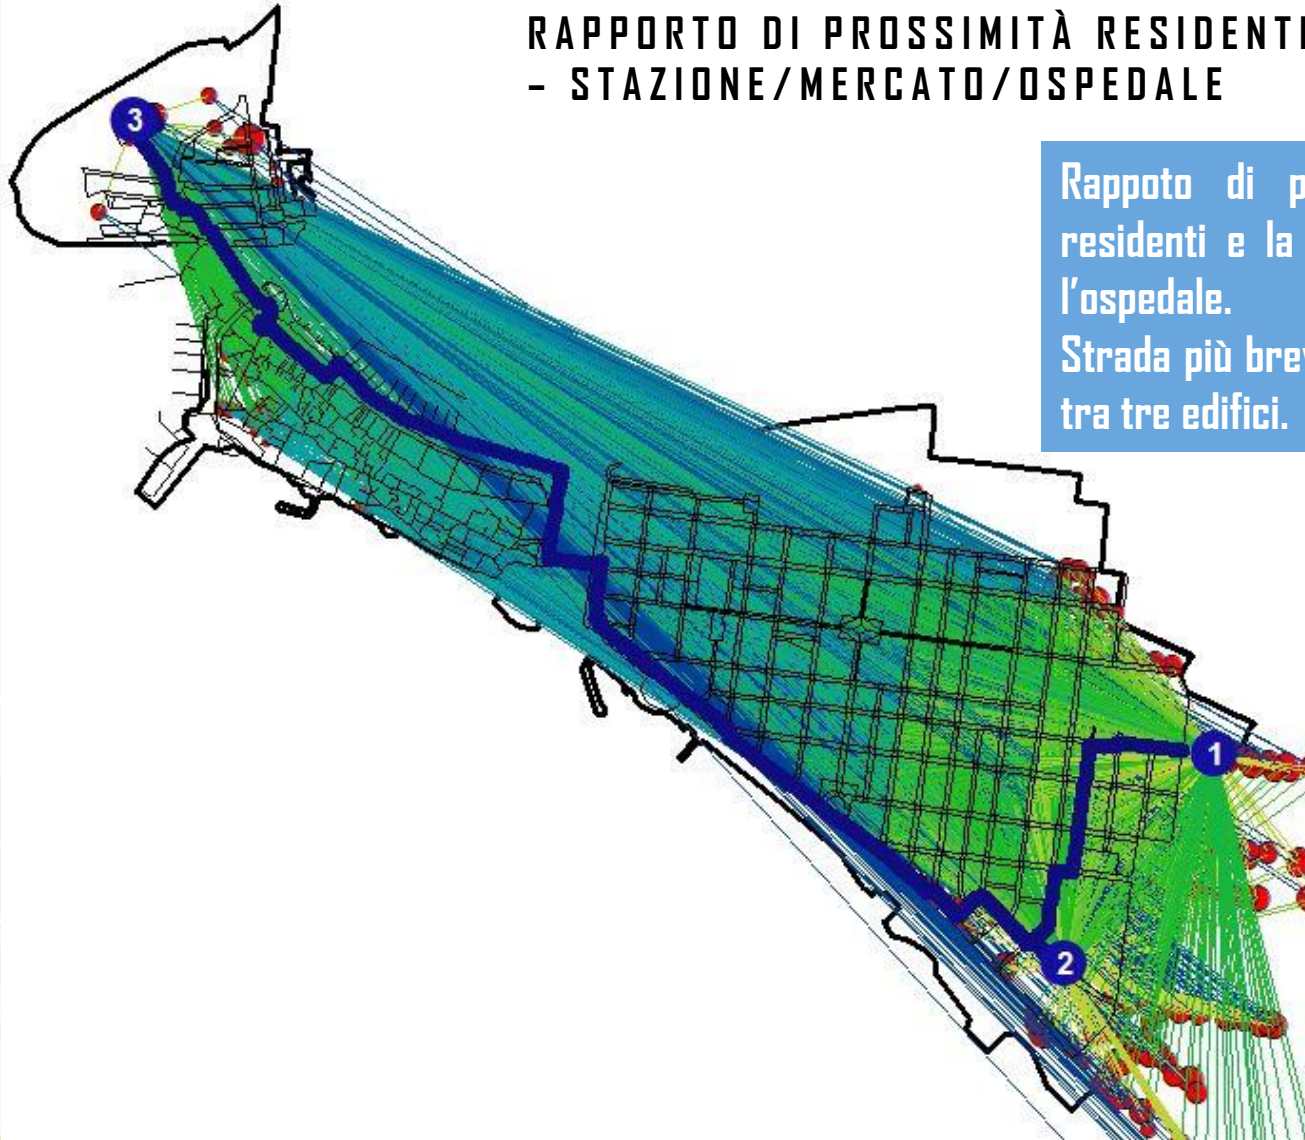 RAPPORTO DI PROSSIMITÀ RESIDENTI
– STAZIONE/MERCATO/OSPEDALE
Rappoto di p
residenti e la
l'ospedale.
Strada più brev
tra tre edifici.
3
1
2